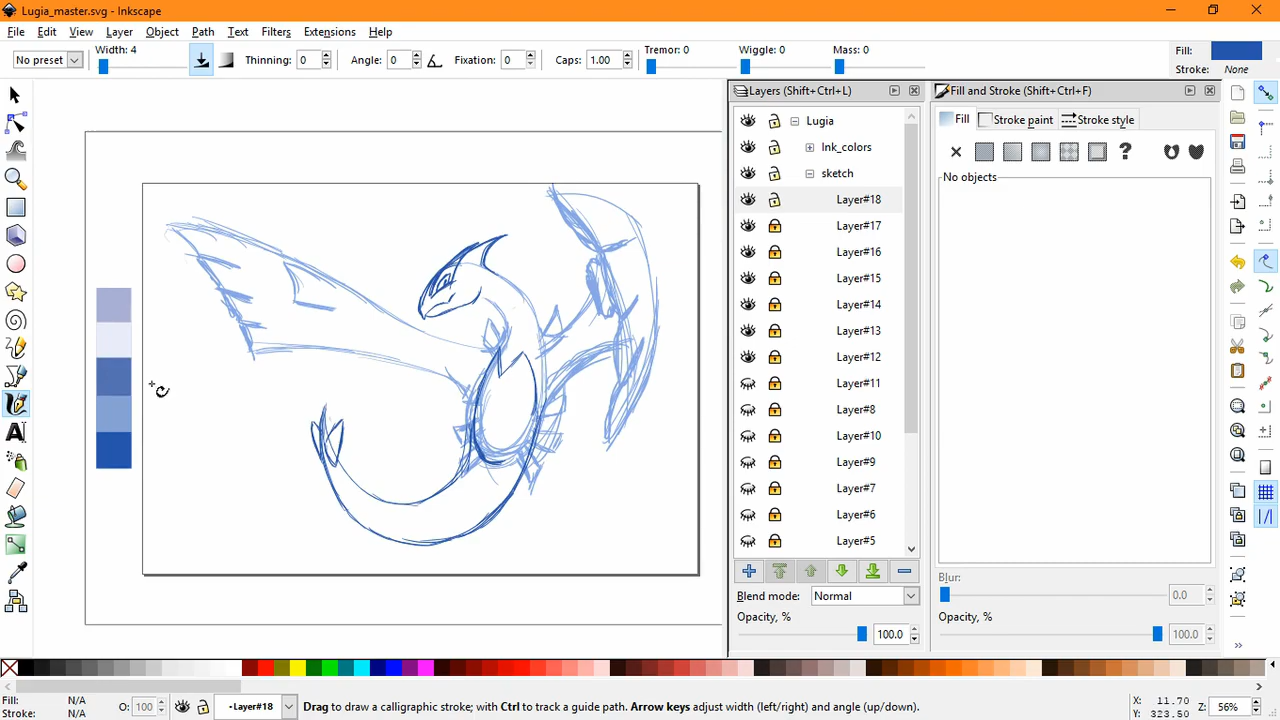 Lugia_master.svg - Inkscape
File Edit View Layer Object Path Text Filters Extensions Help
No preset Width: 4 Thinning: 0 Angle: 0 Fixation: 0 Caps: 1.00 Tremor: 0 Wiggle: 0 Mass: 0 Fill:
Stroke: None
Layers (Shift+Ctrl+L)
Lugia
Ink_colors
sketch
Layer#18
Layer#17
Layer#16
Layer#15
Layer#14
Layer#13
Layer#12
Layer#11
Layer#8
Layer#10
Layer#9
Layer#7
Layer#6
Layer#5
Blend mode: Normal
Opacity, %
100.0
Fill and Stroke (Shift+Ctrl+F)
Fill Stroke paint Stroke style
No objects
Blur:
0.0
Opacity, %
100.0
Fill: N/A
Stroke: N/A
O: 100
Layer#18
Drag to draw a calligraphic stroke; with Ctrl to track a guide path. Arrow keys adjust width (left/right) and angle (up/down).
X: 11.70
Y: 323.50
Z: 56%